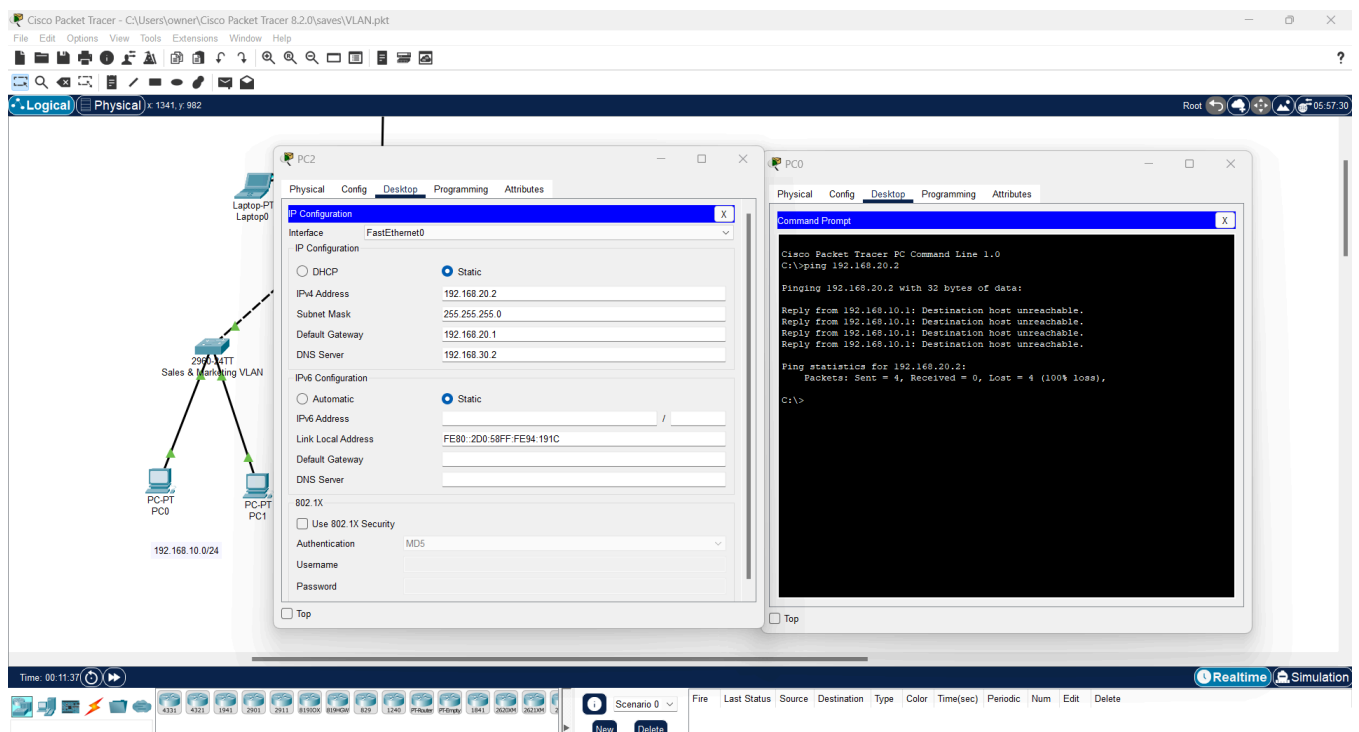 Cisco Packet Tracer - C:\Users\owner\Cisco Packet Tracer 8.2.0\saves\VLAN.pkt
File Edit Options View Tools Extensions Window Help
?
Logical Physical x: 1341, y: 982
Root 05:57:30
Laptop-PT
Laptop0
2960-24TT
Sales & Marketing VLAN
PC-PT
PC0
PC-PT
PC1
192.168.10.0/24
PC2
Physical Config Desktop Programming Attributes
IP Configuration X
Interface FastEthernet0
IP Configuration
DHCP Static
IPv4 Address 192.168.20.2
Subnet Mask 255.255.255.0
Default Gateway 192.168.20.1
DNS Server 192.168.30.2
IPv6 Configuration
Automatic Static
IPv6 Address /
Link Local Address FE80::2D0:58FF:FE94:191C
Default Gateway
DNS Server
802.1X
Use 802.1X Security
Authentication MD5
Username
Password
Top
PC0
Physical Config Desktop Programming Attributes
Command Prompt X
Cisco Packet Tracer PC Command Line 1.0
C:\>ping 192.168.20.2
Pinging 192.168.20.2 with 32 bytes of data:
Reply from 192.168.10.1: Destination host unreachable.
Reply from 192.168.10.1: Destination host unreachable.
Reply from 192.168.10.1: Destination host unreachable.
Reply from 192.168.10.1: Destination host unreachable.
Ping statistics for 192.168.20.2:
Packets: Sent = 4, Received = 0, Lost = 4 (100% loss),
C:\>
Top
Time: 00:11:37
Realtime Simulation
4331 4321 1941 2901 2911 819IOX 819HGW 829 1240 PT-Router PT-Empty 1841 2620XM 2621XM 2
Scenario 0
New Delete
Fire Last Status Source Destination Type Color Time(sec) Periodic Num Edit Delete